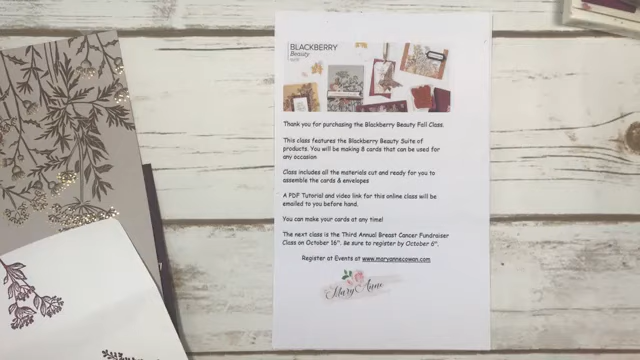 BLACKBERRY
Beauty
Thank you for purchasing the Blackberry Beauty Fall Class.
This class features the Blackberry Beauty Suite of
products. You will be making 8 cards that can be used for
any occasion
Class includes all the materials cut and ready for you to
assemble the cards & envelopes
A PDF Tutorial and video link for this online class will be
emailed to you before hand.
You can make your cards at any time!
The next class is the Third Annual Breast Cancer Fundraiser
Class on October 16th. Be sure to register by October 6th.
Register at Events at www.maryannecowan.com
MaryAnne